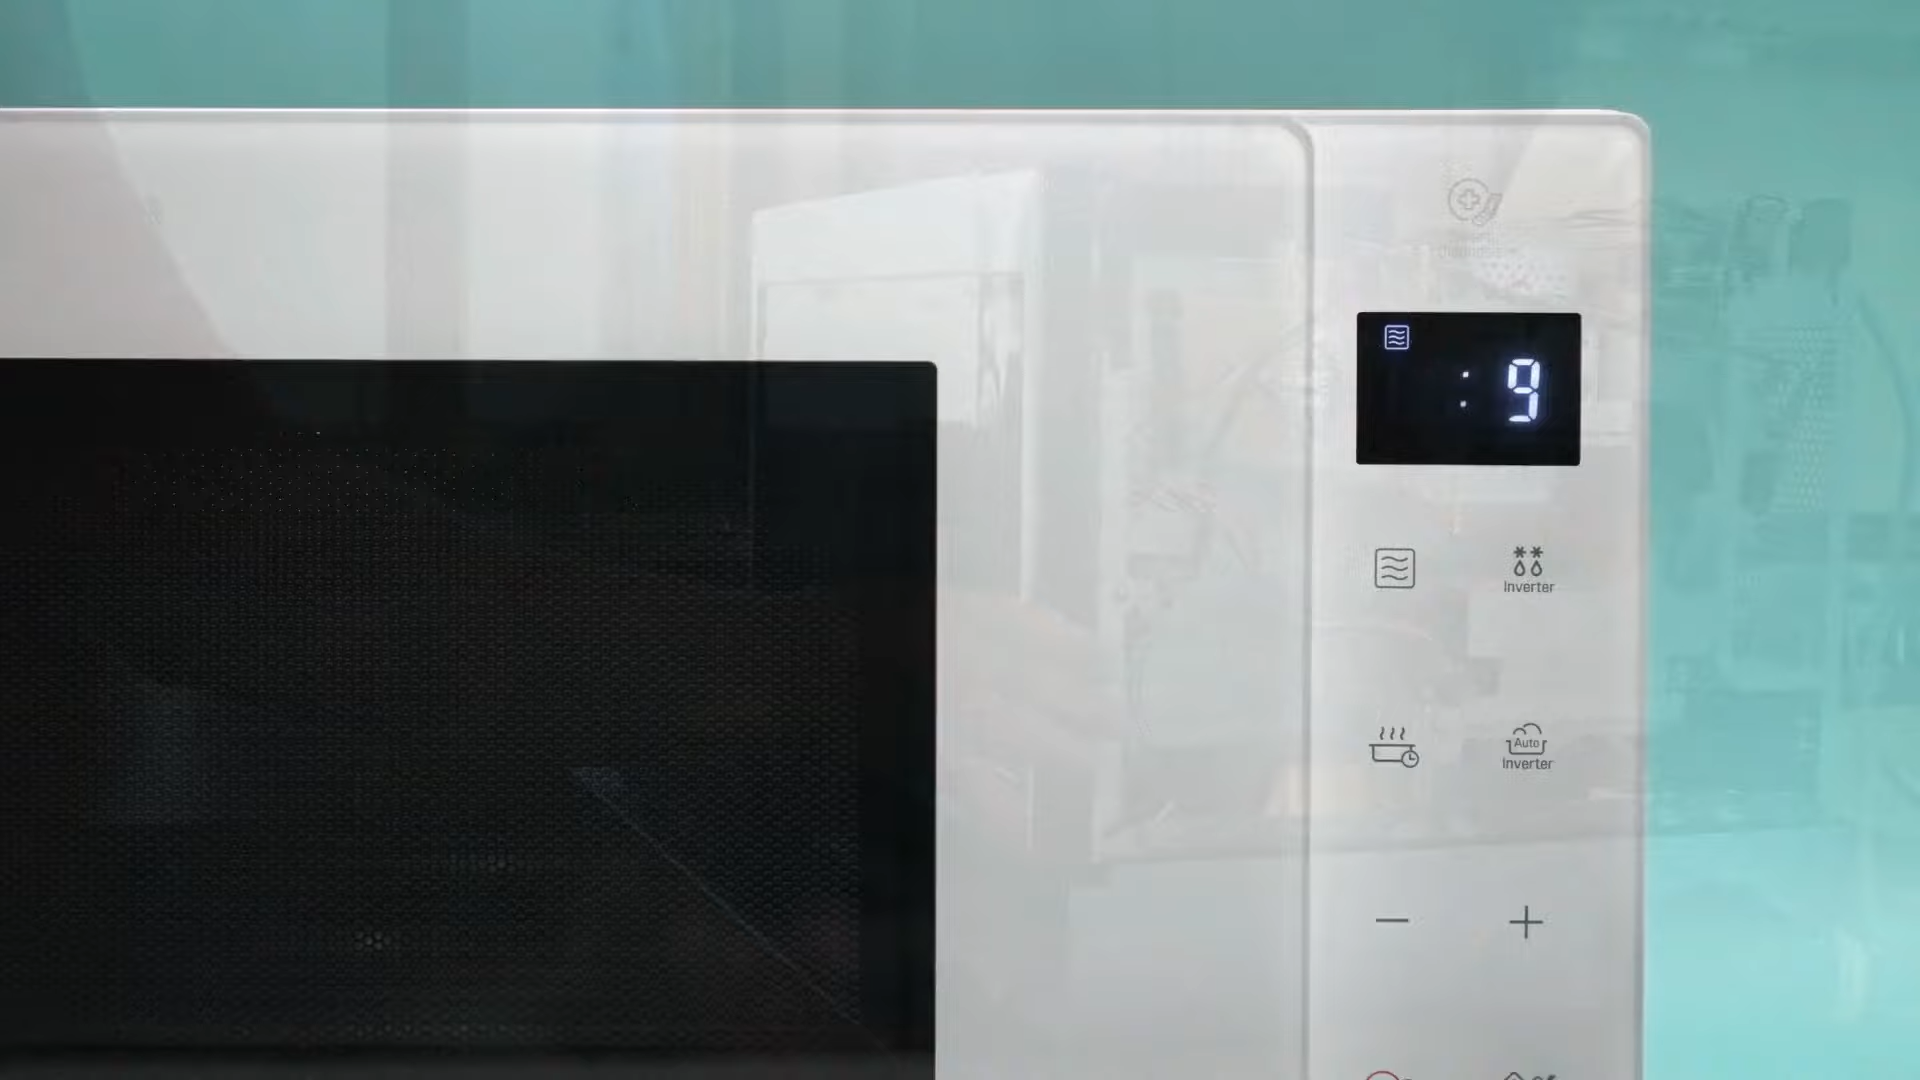 : 9
Inverter
Auto
Inverter
− +